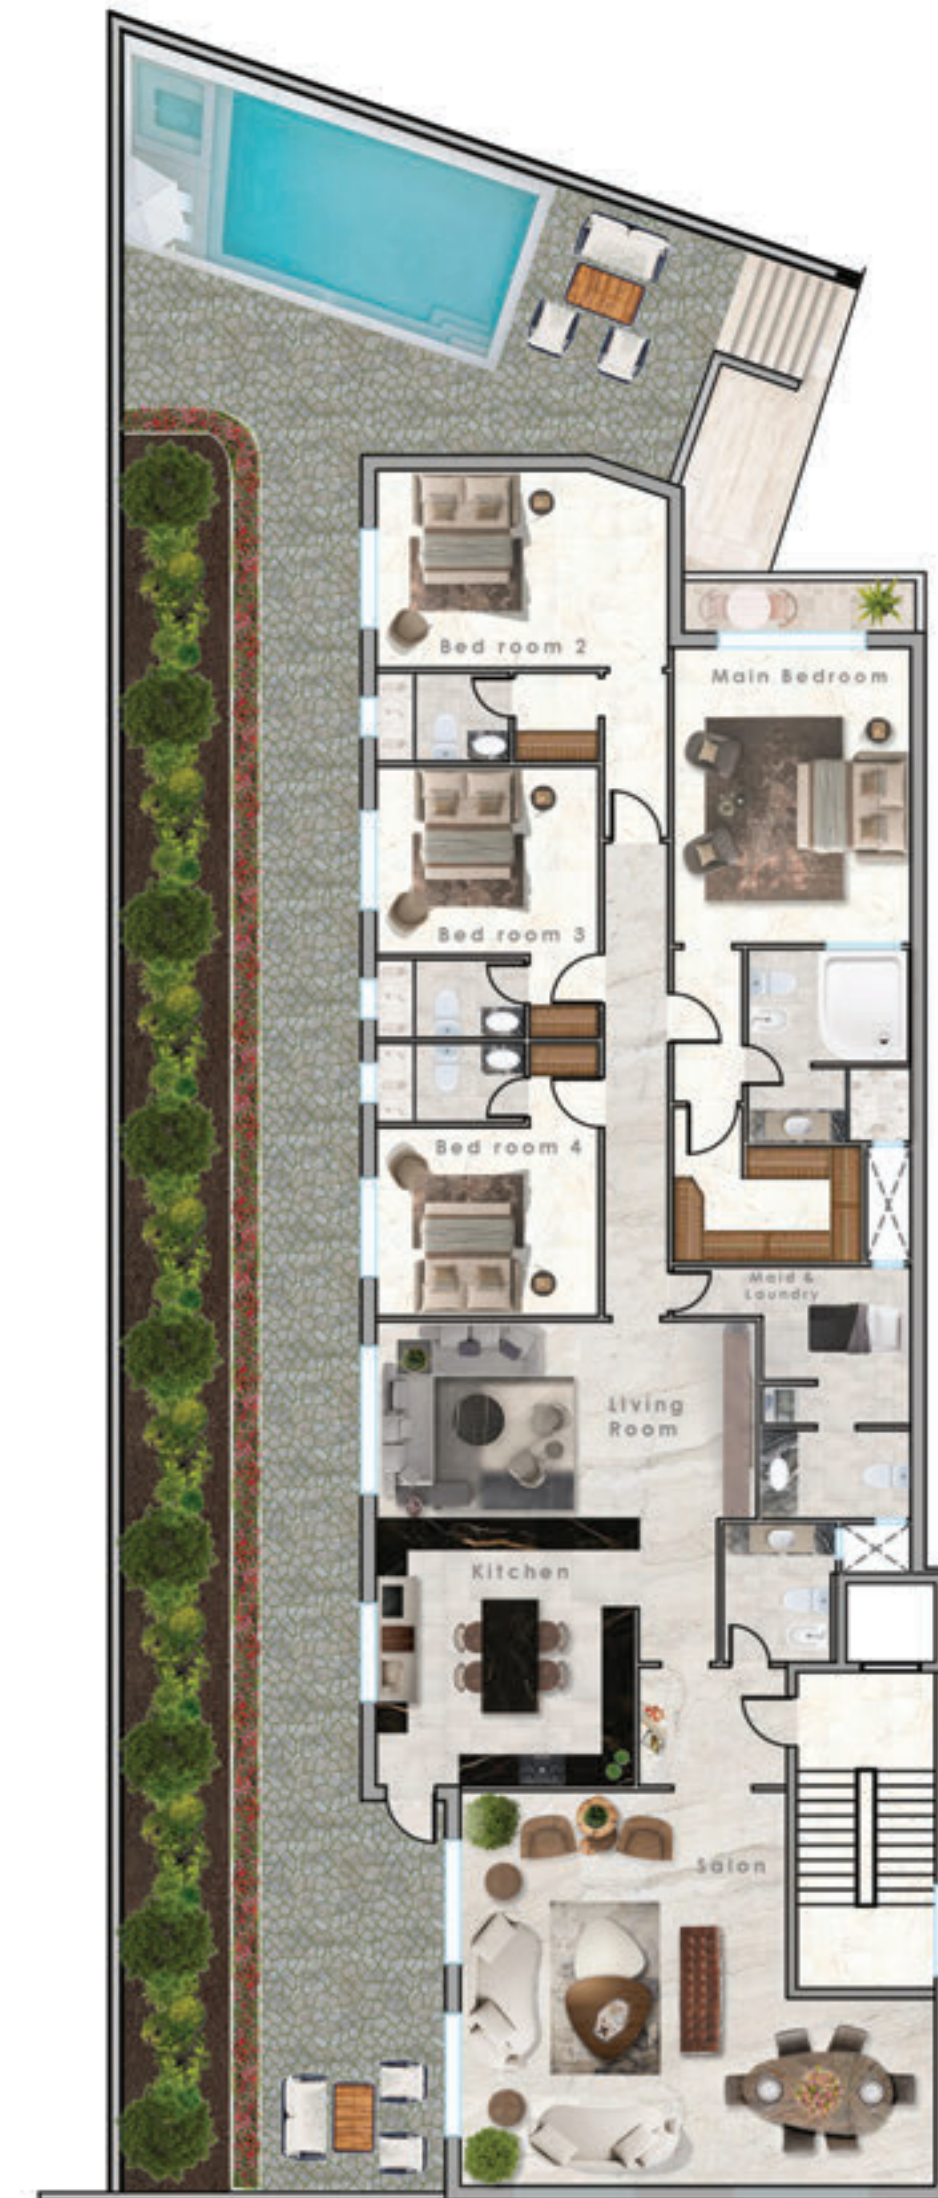 Bed room 2
Main Bedroom
Bed room 3
Bed room 4
Maid &
Laundry
Living
Room
Kitchen
Salon